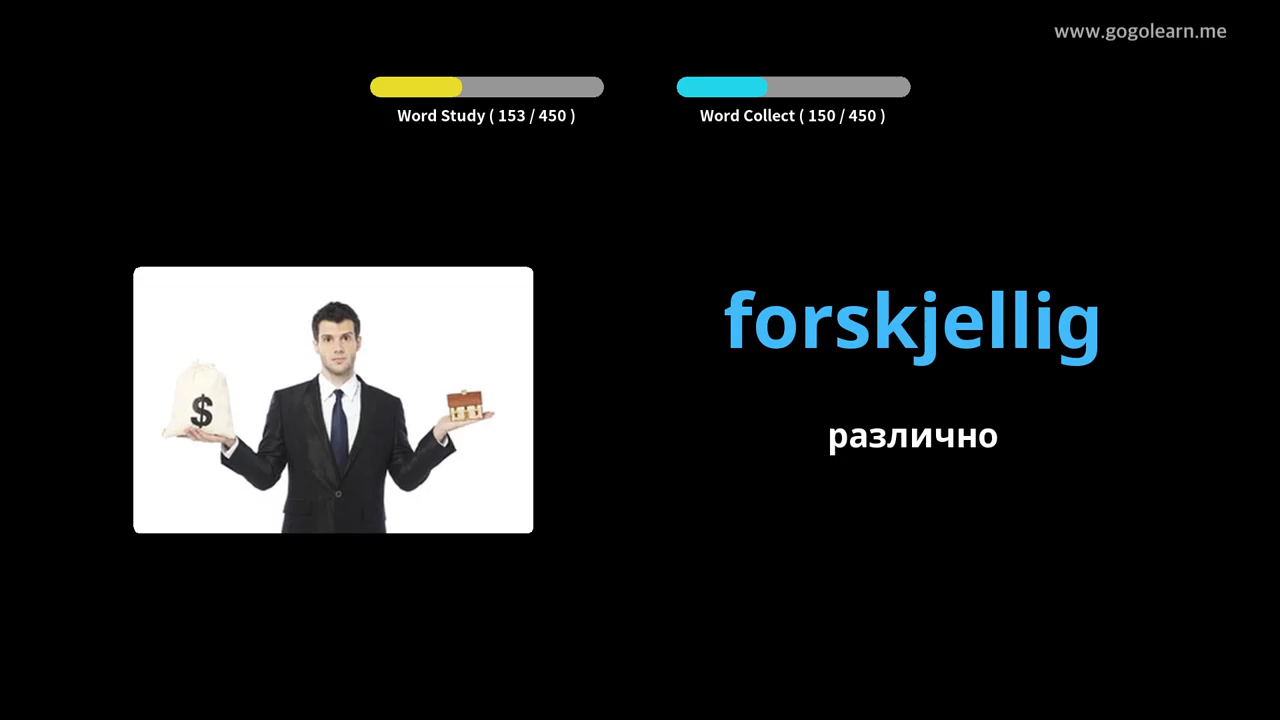 www.gogolearn.me
Word Study ( 153 / 450 )
Word Collect ( 150 / 450 )
$
forskjellig
различно